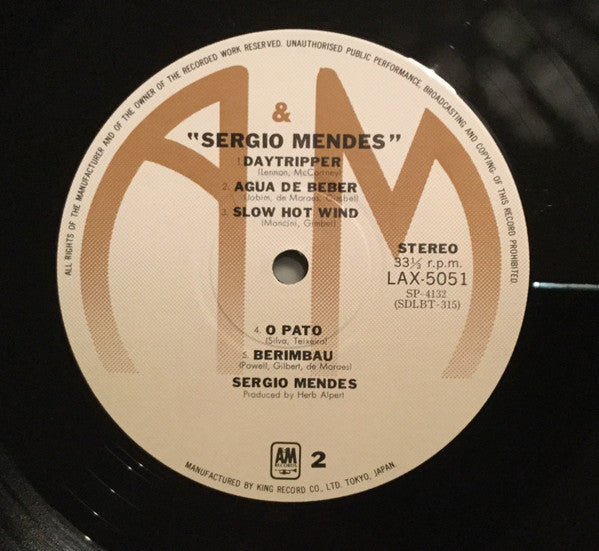 ALL RIGHTS OF THE MANUFACTURER AND OF THE OWNER OF THE RECORDED WORK RESERVED. UNAUTHORISED PUBLIC PERFORMANCE, BROADCASTING AND COPYING OF THIS RECORD PROHIBITED.
&
"SERGIO MENDES"
1. DAYTRIPPER
(Lennon, McCartney)
2. AGUA DE BEBER
(Jobim, de Moraes, Gimbel)
3. SLOW HOT WIND
(Mancini, Gimbel)
STEREO
33⅓ r.p.m.
LAX-5051
SP-4132
(SDLBT-315)
4. O PATO
(Silva, Teixeira)
5. BERIMBAU
(Powell, Gilbert, de Moraes)
SERGIO MENDES
Produced by Herb Alpert
AM
RECORDS
2
MANUFACTURED BY KING RECORD CO., LTD. TOKYO, JAPAN.
AM